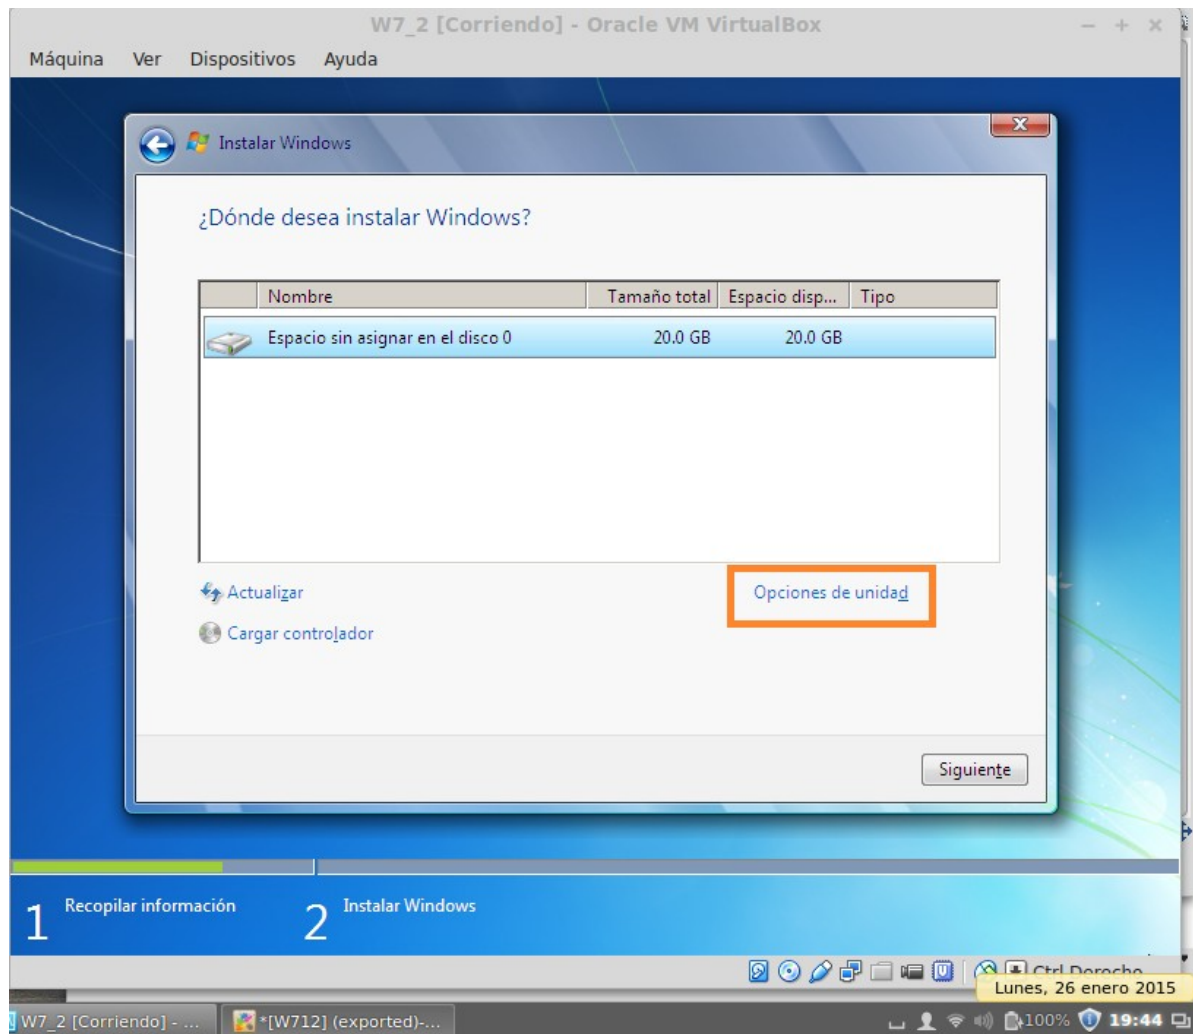 W7_2 [Corriendo] - Oracle VM VirtualBox
Máquina Ver Dispositivos Ayuda
Instalar Windows
¿Dónde desea instalar Windows?
Nombre Tamaño total Espacio disp... Tipo
Espacio sin asignar en el disco 0 20.0 GB 20.0 GB
Actualizar Opciones de unidad
Cargar controlador
Siguiente
1 Recopilar información 2 Instalar Windows
Ctrl Derecho
Lunes, 26 enero 2015
W7_2 [Corriendo] - ... *[W712] (exported)-... 100% 19:44